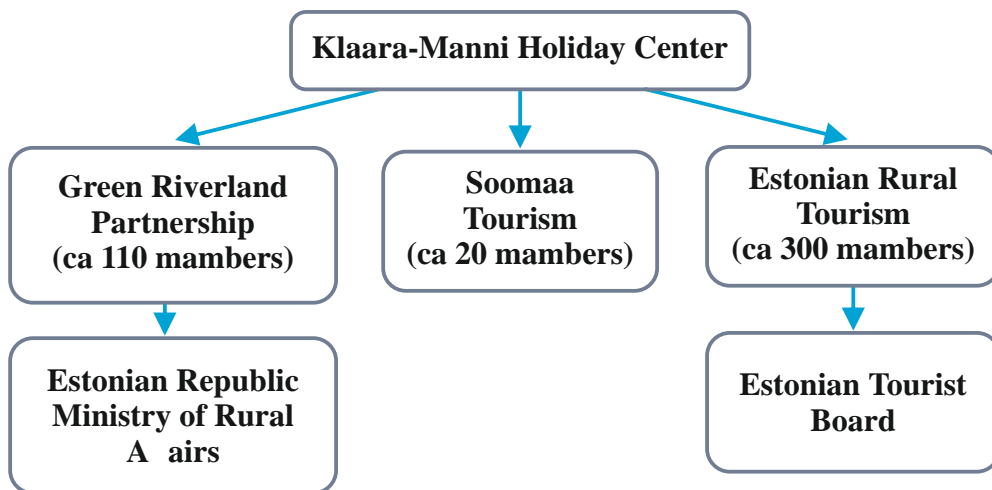 Klaara-Manni Holiday Center
Green Riverland
Partnership
(ca 110 mambers)
Soomaa
Tourism
(ca 20 mambers)
Estonian Rural
Tourism
(ca 300 mambers)
Estonian Republic
Ministry of Rural
A airs
Estonian Tourist
Board